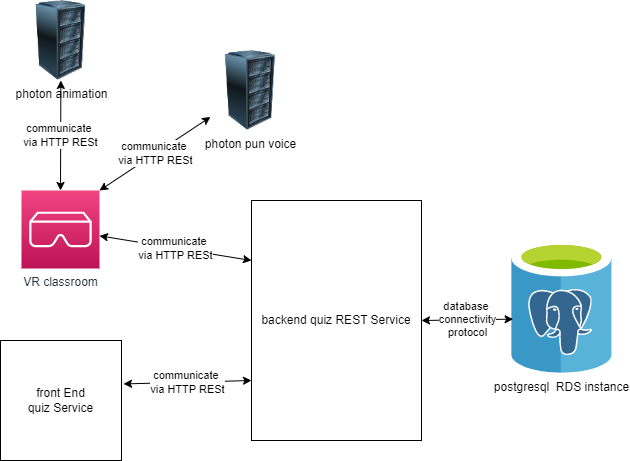 photon animation
communicate
via HTTP RESt
communicate
via HTTP RESt
photon pun voice
VR classroom
communicate
via HTTP RESt
backend quiz REST Service
database
connectivity
protocol
postgresql RDS instance
front End
quiz Service
communicate
via HTTP RESt